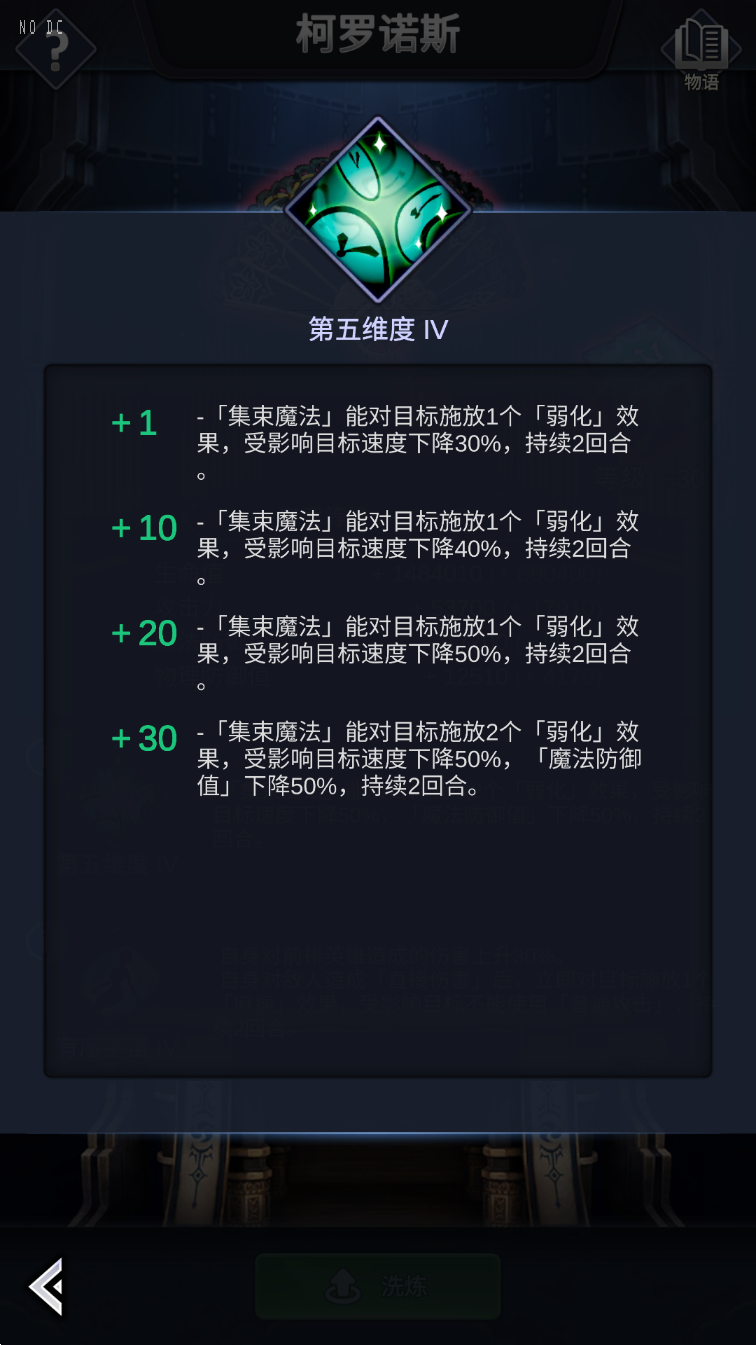 NO DC
柯罗诺斯
物语
第五维度 IV
+1
-「集束魔法」能对目标施放1个「弱化」效
果，受影响目标速度下降30%，持续2回合
。
+10
-「集束魔法」能对目标施放1个「弱化」效
果，受影响目标速度下降40%，持续2回合
。
+20
-「集束魔法」能对目标施放1个「弱化」效
果，受影响目标速度下降50%，持续2回合
。
+30
-「集束魔法」能对目标施放2个「弱化」效
果，受影响目标速度下降50%，「魔法防御
值」下降50%，持续2回合。
洗炼